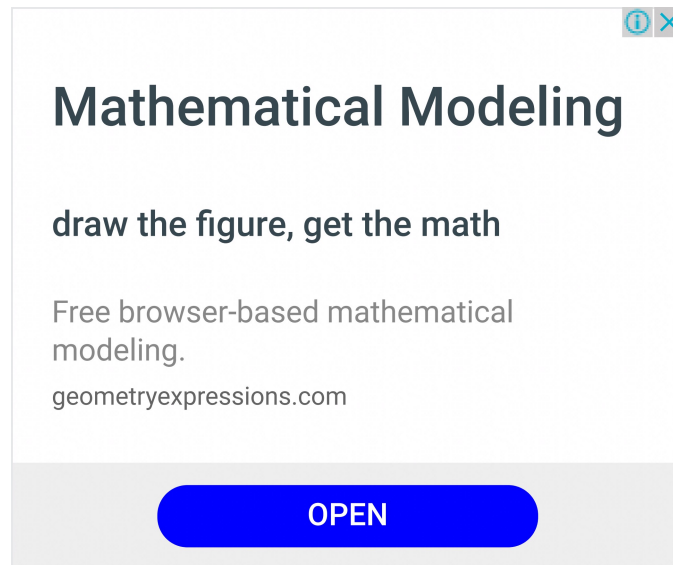 Mathematical Modeling
draw the figure, get the math
Free browser-based mathematical
modeling.
geometryexpressions.com
OPEN